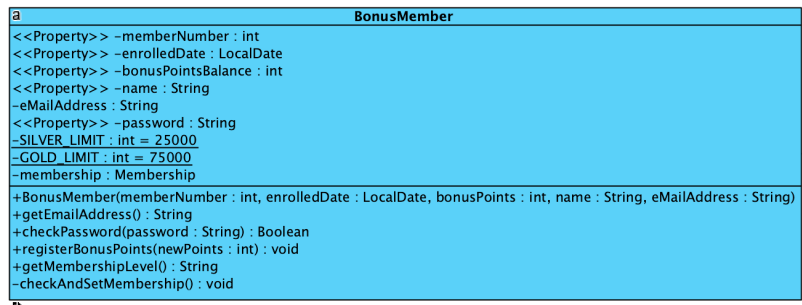 a
BonusMember
<<Property>> -memberNumber : int
<<Property>> -enrolledDate : LocalDate
<<Property>> -bonusPointsBalance : int
<<Property>> -name : String
-eMailAddress : String
<<Property>> -password : String
-SILVER_LIMIT : int = 25000
-GOLD_LIMIT : int = 75000
-membership : Membership
+BonusMember(memberNumber : int, enrolledDate : LocalDate, bonusPoints : int, name : String, eMailAddress : String)
+getEmailAddress() : String
+checkPassword(password : String) : Boolean
+registerBonusPoints(newPoints : int) : void
+getMembershipLevel() : String
-checkAndSetMembership() : void